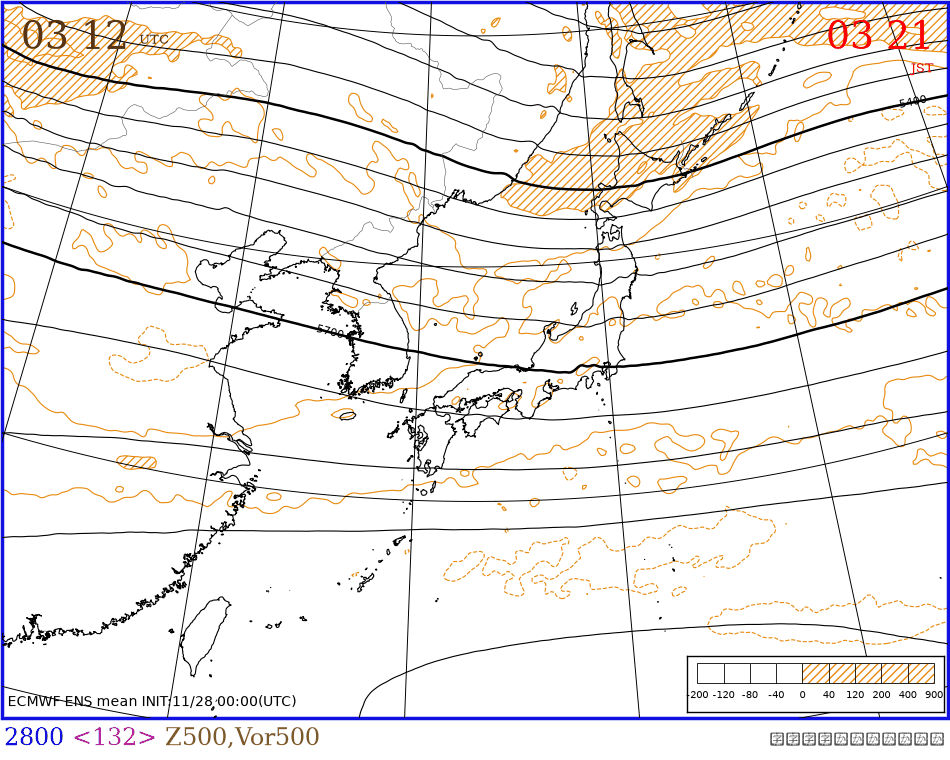 03 12 UTC
03 21
JST
5400
5700
-200 -120 -80 -40 0 40 120 200 400 900
ECMWF ENS mean INIT:11/28 00:00(UTC)
2800 <132> Z500,Vor500